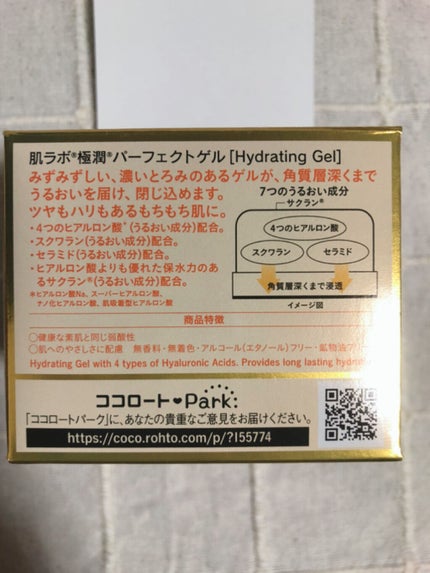 肌ラボ®極潤®パーフェクトゲル [Hydrating Gel]
みずみずしい、濃いとろみのあるゲルが、角質層深くまで
うるおいを届け、閉じ込めます。
ツヤもハリもあるもちもち肌に。
・4つのヒアルロン酸*(うるおい成分)配合。
・スクワラン(うるおい成分)配合。
・セラミド(うるおい成分)配合。
・ヒアルロン酸よりも優れた保水力のあ
るサクラン®(うるおい成分)配合。
※ヒアルロン酸Na、スーパーヒアルロン酸、
ナノ化ヒアルロン酸、肌吸着型ヒアルロン酸
7つのうるおい成分
サクラン®
4つのヒアルロン酸
スクワラン
セラミド
角質層深くまで浸透
イメージ図
商品特徴
○健康な素肌と同じ弱酸性
○肌へのやさしさに配慮 無香料・無着色・アルコール(エタノール)フリー・鉱物油フ
Hydrating Gel with 4 types of Hyaluronic Acids. Provides long lasting hydra
ココロート♥Park
「ココロートパーク」に、あなたの貴重なご意見をお届けください。
https://coco.rohto.com/p/?155774